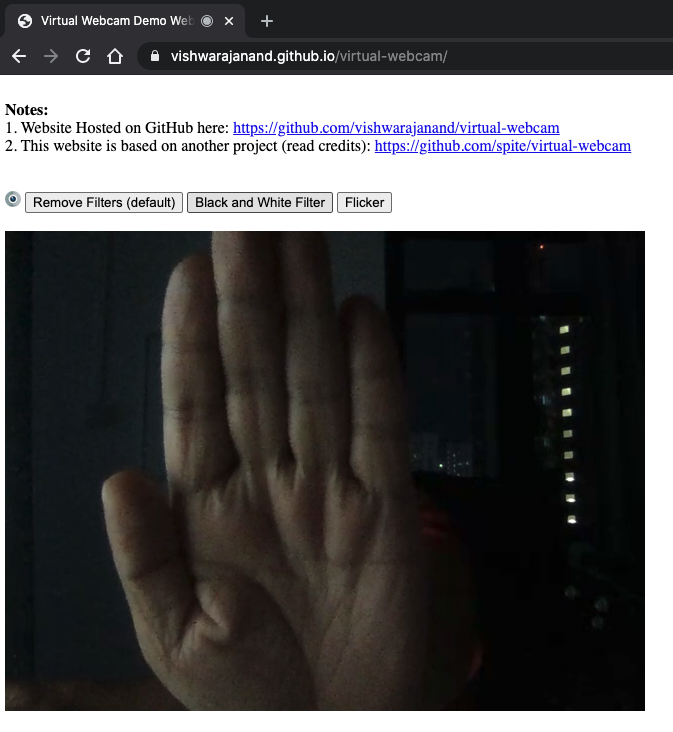 Virtual Webcam Demo Web
vishwarajanand.github.io/virtual-webcam/
Notes:
1. Website Hosted on GitHub here: https://github.com/vishwarajanand/virtual-webcam
2. This website is based on another project (read credits): https://github.com/spite/virtual-webcam
Remove Filters (default) Black and White Filter Flicker